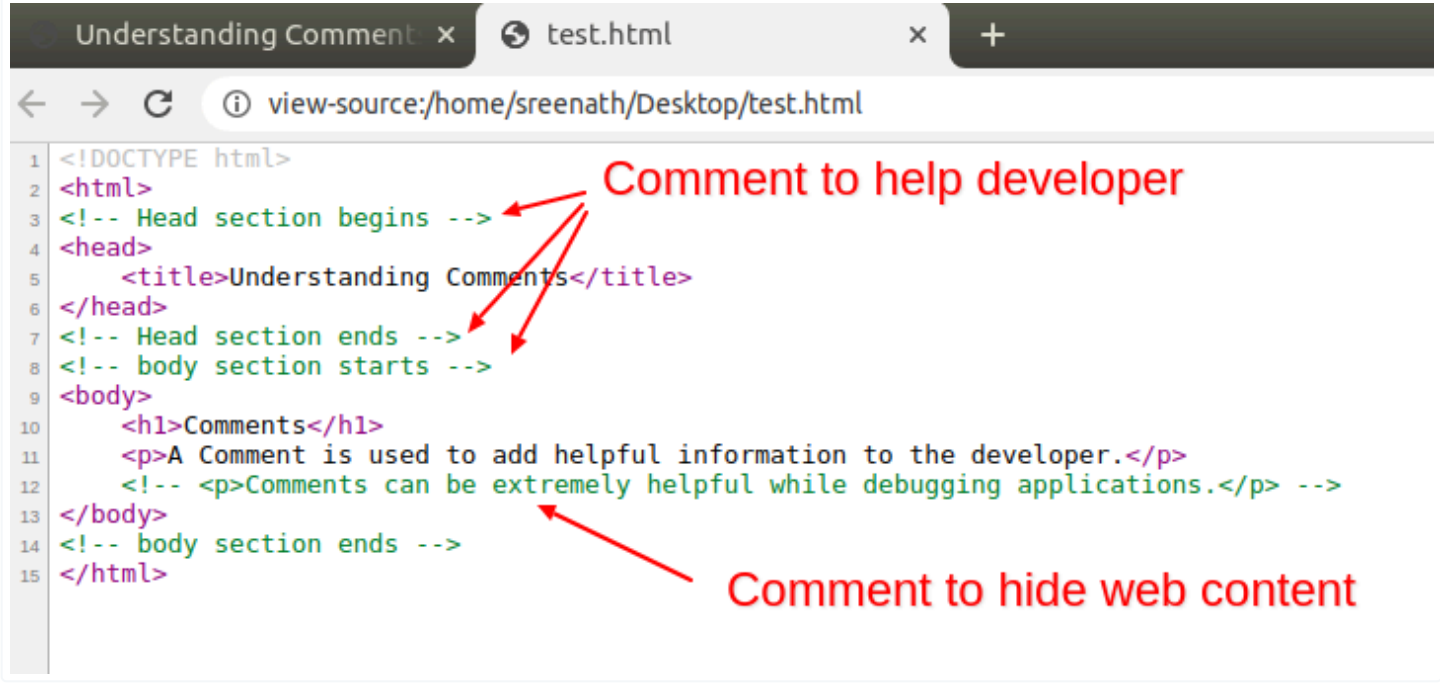 Understanding Comment
test.html
view-source:/home/sreenath/Desktop/test.html
1 <!DOCTYPE html>
2 <html>
3 <!-- Head section begins -->
4 <head>
5     <title>Understanding Comments</title>
6 </head>
7 <!-- Head section ends -->
8 <!-- body section starts -->
9 <body>
10     <h1>Comments</h1>
11     <p>A Comment is used to add helpful information to the developer.</p>
12     <!-- <p>Comments can be extremely helpful while debugging applications.</p> -->
13 </body>
14 <!-- body section ends -->
15 </html>
Comment to help developer
Comment to hide web content